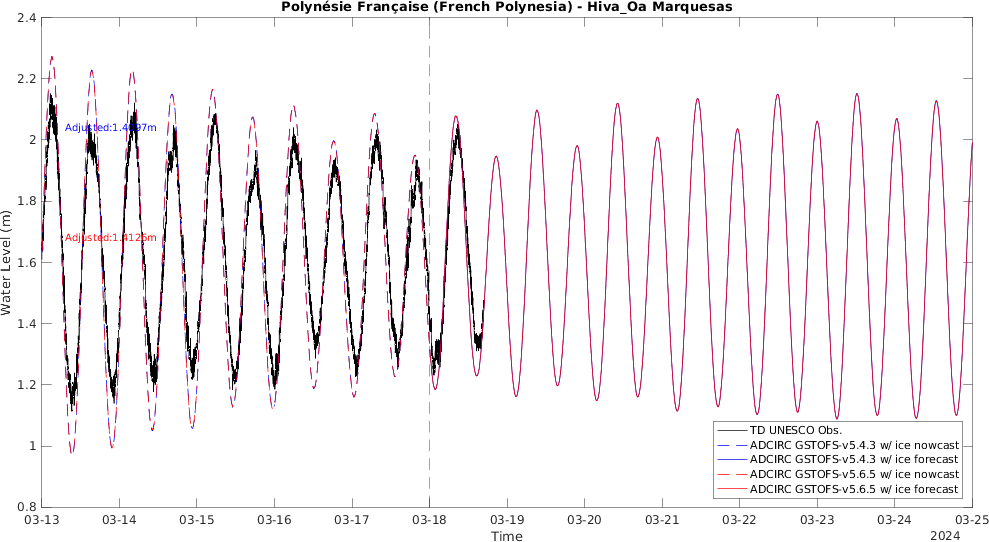 Polynésie Française (French Polynesia) - Hiva_Oa Marquesas
2.4
2.2
2
1.8
1.6
1.4
1.2
1
0.8
Water Level (m)
Adjusted:1.4126m
TD UNESCO Obs.
ADCIRC GSTOFS-v5.4.3 w/ ice nowcast
ADCIRC GSTOFS-v5.4.3 w/ ice forecast
ADCIRC GSTOFS-v5.6.5 w/ ice nowcast
ADCIRC GSTOFS-v5.6.5 w/ ice forecast
03-13 03-14 03-15 03-16 03-17 03-18 03-19 03-20 03-21 03-22 03-23 03-24 03-25
Time
2024